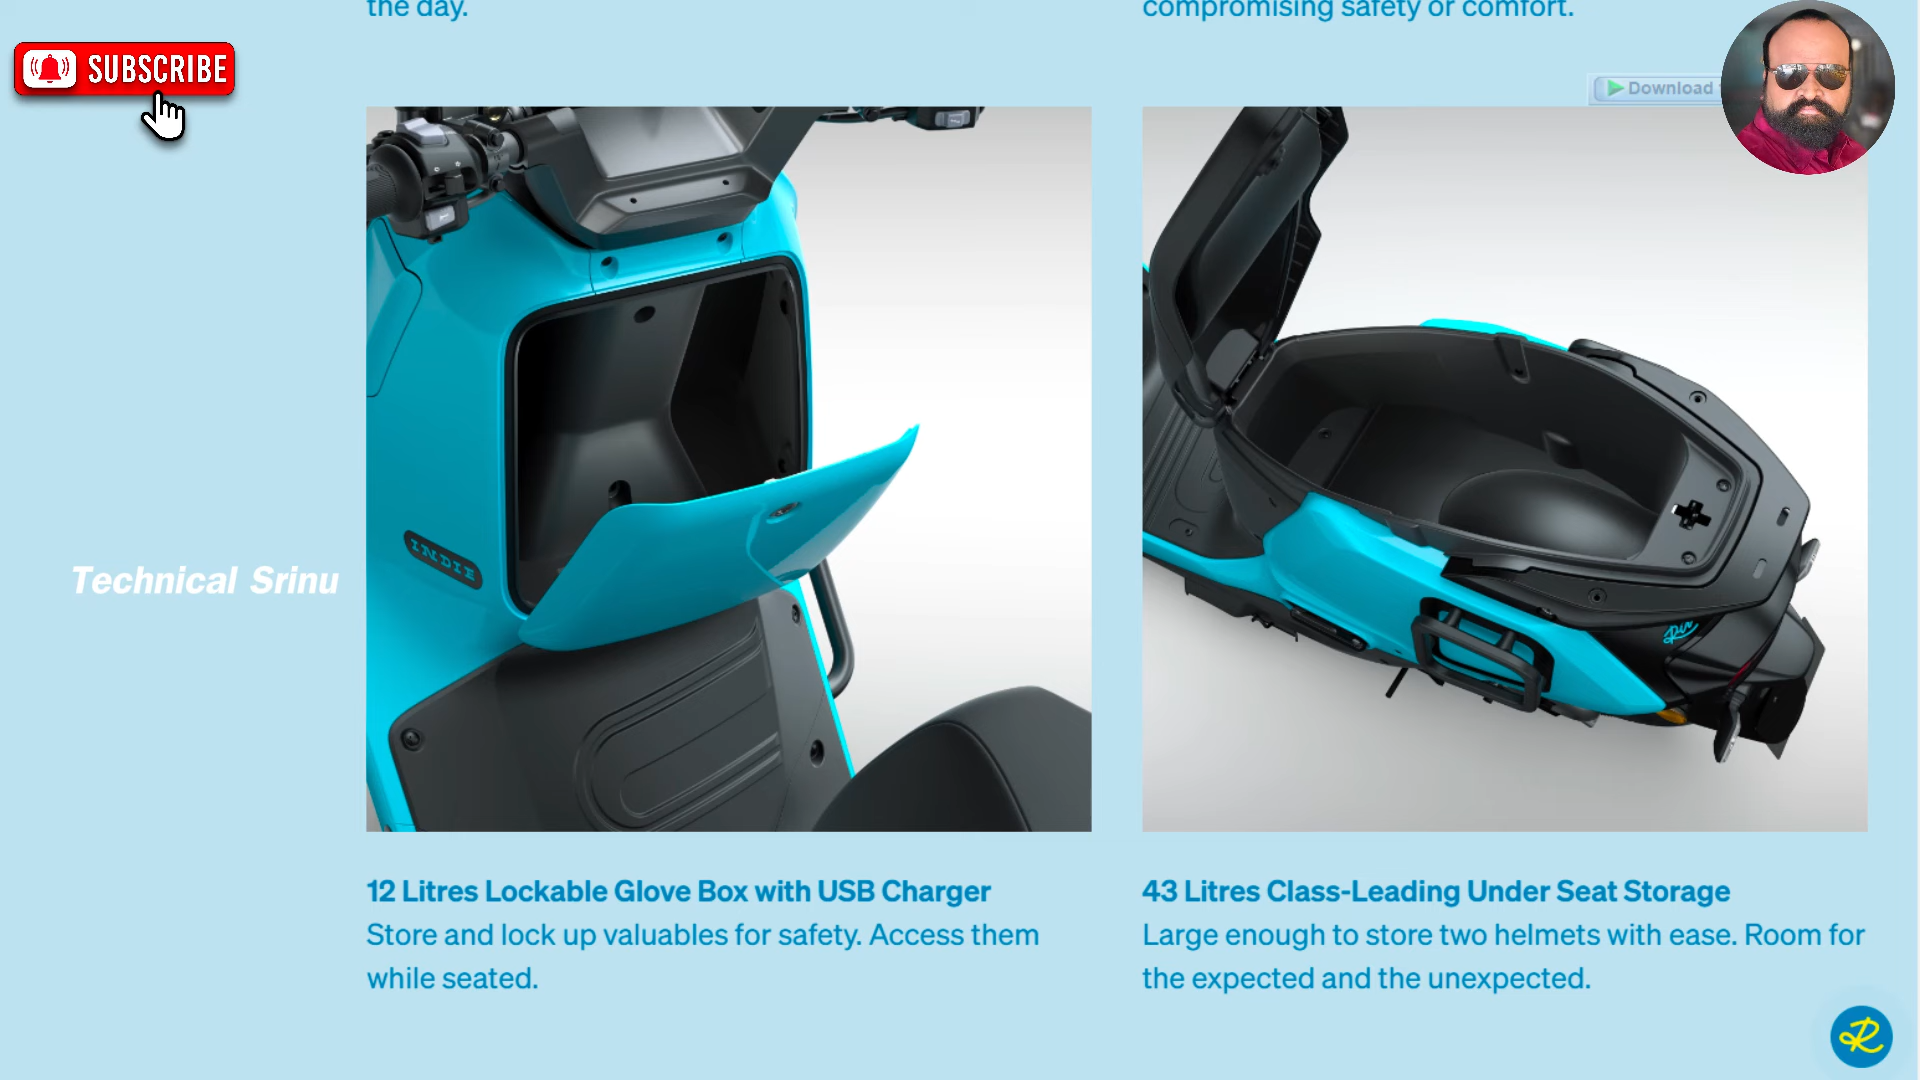 the day.
compromising safety or comfort.
SUBSCRIBE
Download
INDIE
Technical Srinu
12 Litres Lockable Glove Box with USB Charger
Store and lock up valuables for safety. Access them
while seated.
43 Litres Class-Leading Under Seat Storage
Large enough to store two helmets with ease. Room for
the expected and the unexpected.